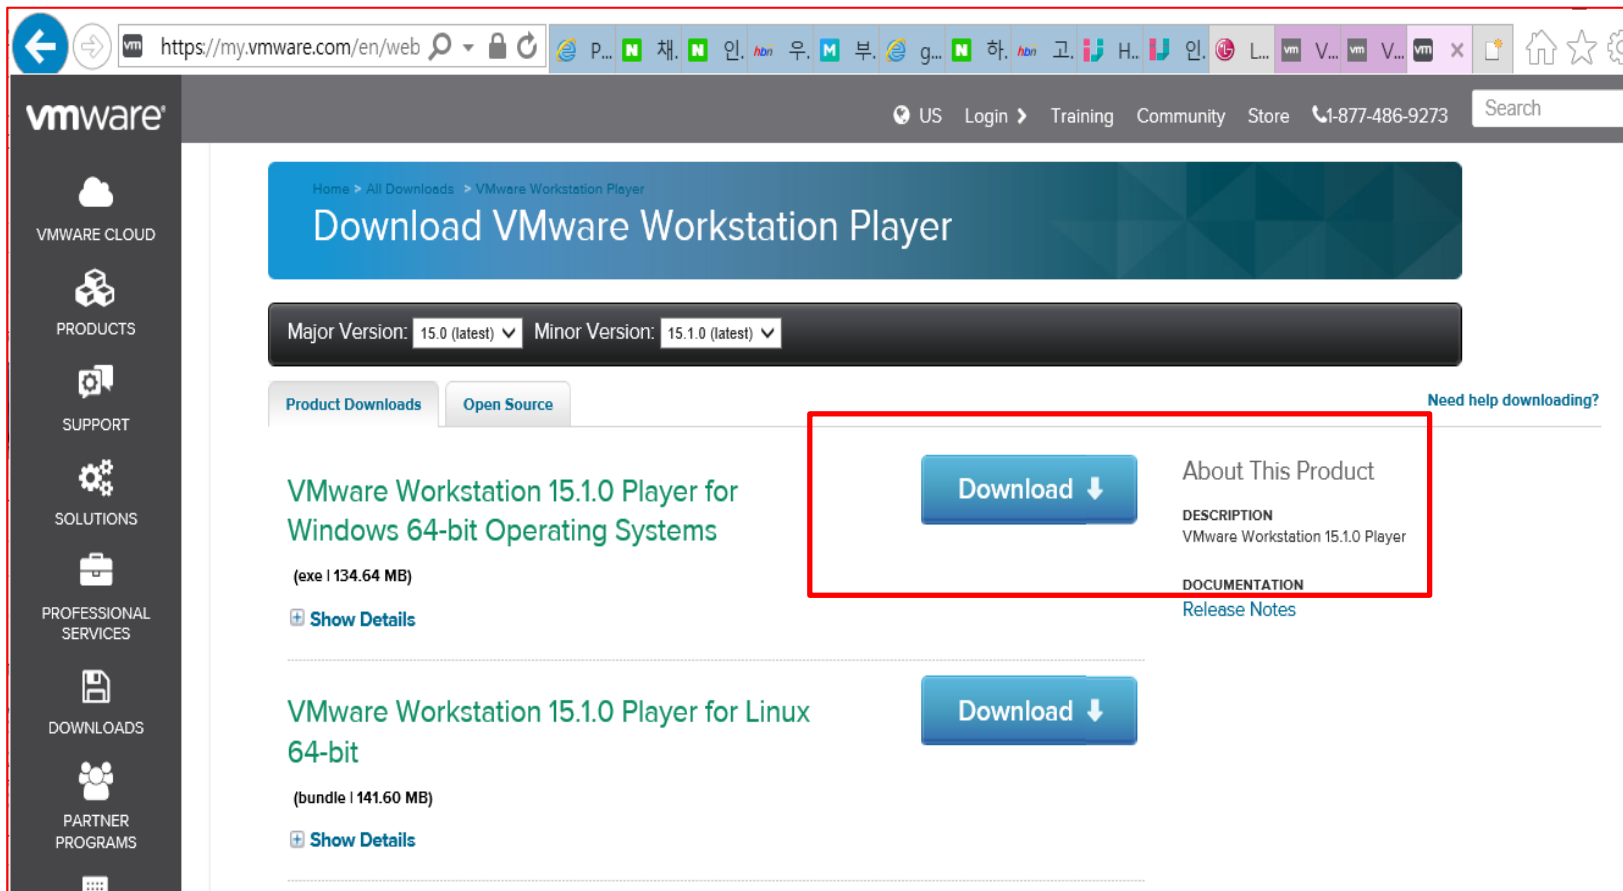 https://my.vmware.com/en/web
P... 채. 인. hbn 우. M 부. g... 하. hbn 고. H.. 인. L... vm V... vm V... vm
vmware
US Login Training Community Store 1-877-486-9273 Search
VMWARE CLOUD
PRODUCTS
SUPPORT
SOLUTIONS
PROFESSIONAL
SERVICES
DOWNLOADS
PARTNER
PROGRAMS
Home > All Downloads > VMware Workstation Player
Download VMware Workstation Player
Major Version: 15.0 (latest) Minor Version: 15.1.0 (latest)
Product Downloads Open Source
Need help downloading?
VMware Workstation 15.1.0 Player for
Windows 64-bit Operating Systems
(exe | 134.64 MB)
Show Details
Download
About This Product
DESCRIPTION
VMware Workstation 15.1.0 Player
DOCUMENTATION
Release Notes
VMware Workstation 15.1.0 Player for Linux
64-bit
(bundle | 141.60 MB)
Show Details
Download